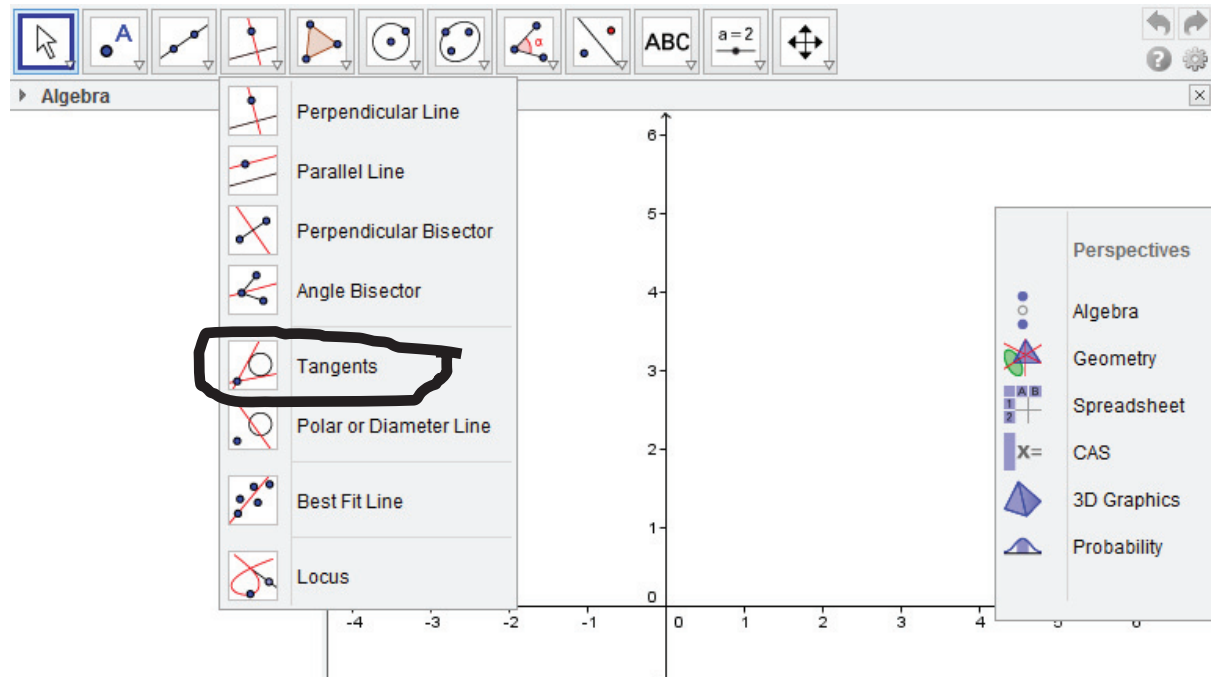 A
α
ABC
a = 2
Algebra
Perpendicular Line
Parallel Line
Perpendicular Bisector
Angle Bisector
Tangents
Polar or Diameter Line
Best Fit Line
Locus
6
5
4
3
2
1
0
-4 -3 -2 -1 0 1 2 3 4
Perspectives
Algebra
Geometry
A B
1
2
Spreadsheet
X=
CAS
3D Graphics
Probability